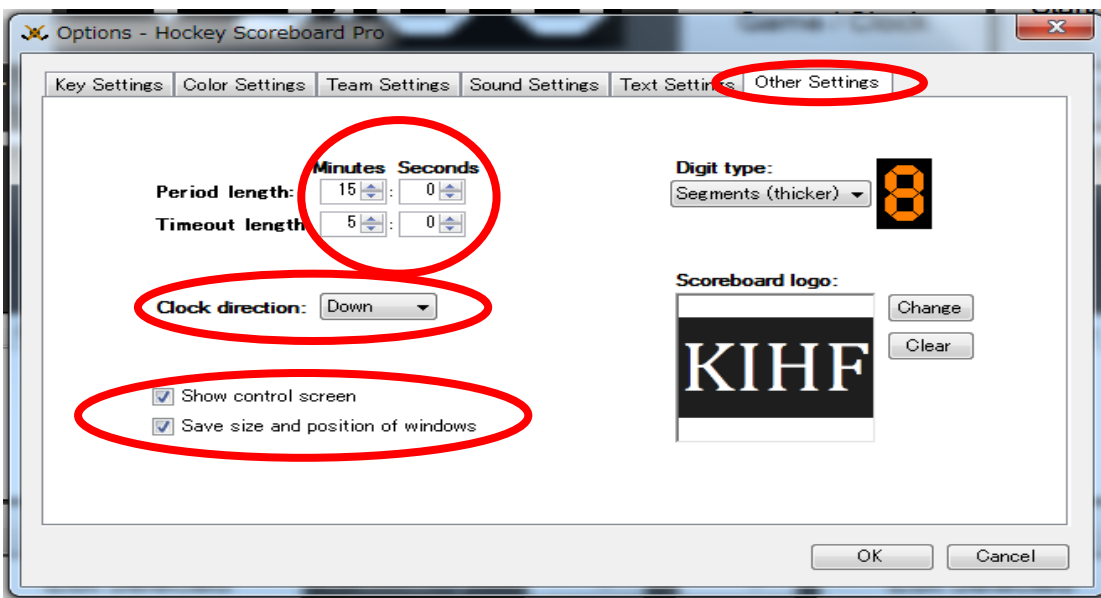 Options - Hockey Scoreboard Pro
Key Settings Color Settings Team Settings Sound Settings Text Settings Other Settings
Minutes Seconds
Period length: 15 : 0
Timeout length 5 : 0
Clock direction: Down
Show control screen
Save size and position of windows
Digit type:
Segments (thicker)
8
Scoreboard logo:
KIHF
Change
Clear
OK Cancel